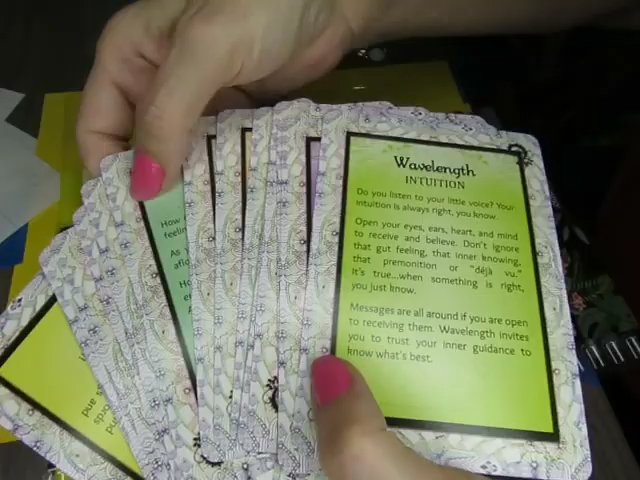 Wavelength
INTUITION
Do you listen to your little voice? Your
intuition is always right, you know.
Open your eyes, ears, heart, and mind
to receive and believe. Don't ignore
that gut feeling, that inner knowing,
that premonition or "déjà vu."
It's true...when something is right,
you just know.
Messages are all around if you are open
to receiving them. Wavelength invites
you to trust your inner guidance to
know what's best.
How
As
and